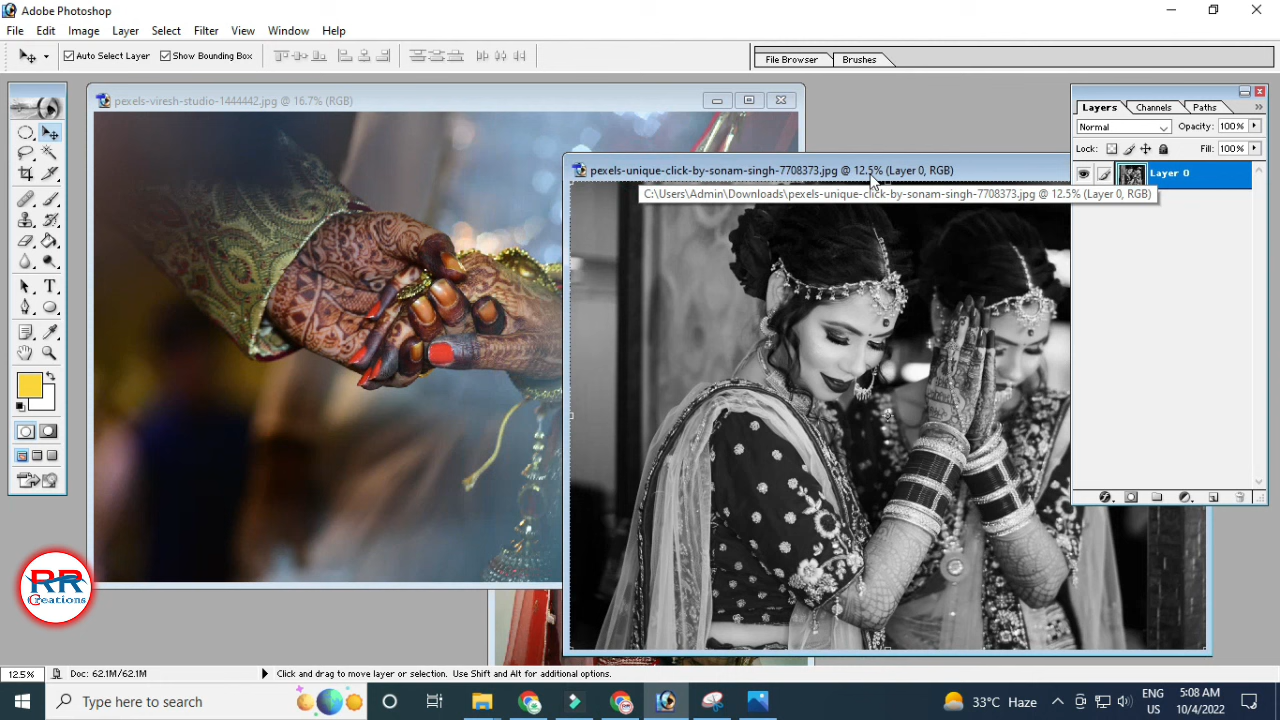 Adobe Photoshop
File Edit Image Layer Select Filter View Window Help
Auto Select Layer Show Bounding Box
File Browser Brushes
pexels-viresh-studio-1444442.jpg @ 16.7% (RGB)
pexels-unique-click-by-sonam-singh-7708373.jpg @ 12.5% (Layer 0, RGB)
C:\Users\Admin\Downloads\pexels-unique-click-by-sonam-singh-7708373.jpg @ 12.5% (Layer 0, RGB)
Layers Channels Paths
Normal Opacity: 100%
Lock: Fill: 100%
Layer 0
RR
Creations
12.5% Doc: 62.1M/62.1M Click and drag to move layer or selection. Use Shift and Alt for additional options.
Type here to search
33°C Haze
ENG
US
5:08 AM
10/4/2022